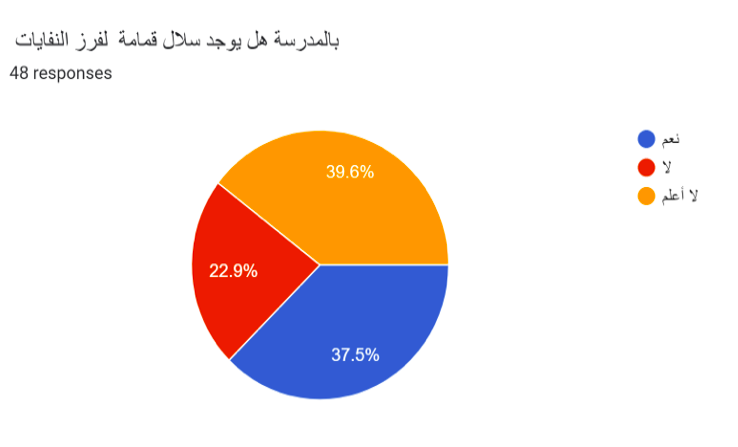 بالمدرسة هل يوجد سلال قمامة لفرز النفايات
48 responses
نعم
لا
لا أعلم
39.6%
22.9%
37.5%